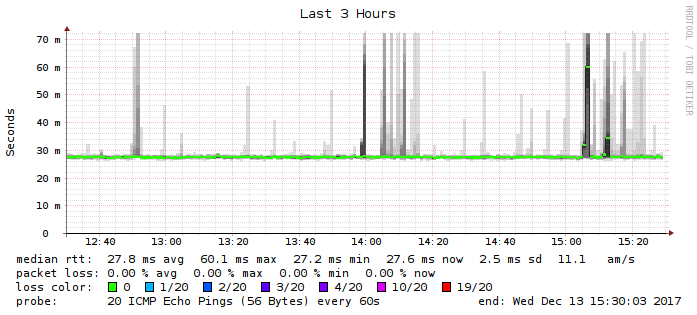 Last 3 Hours
RRDTOOL / TOBI OETIKER
Seconds
70 m
60 m
50 m
40 m
30 m
20 m
10 m
0
12:40 13:00 13:20 13:40 14:00 14:20 14:40 15:00 15:20
median rtt: 27.8 ms avg 60.1 ms max 27.2 ms min 27.6 ms now 2.5 ms sd 11.1 am/s
packet loss: 0.00 % avg 0.00 % max 0.00 % min 0.00 % now
loss color: 0 1/20 2/20 3/20 4/20 10/20 19/20
probe: 20 ICMP Echo Pings (56 Bytes) every 60s end: Wed Dec 13 15:30:03 2017